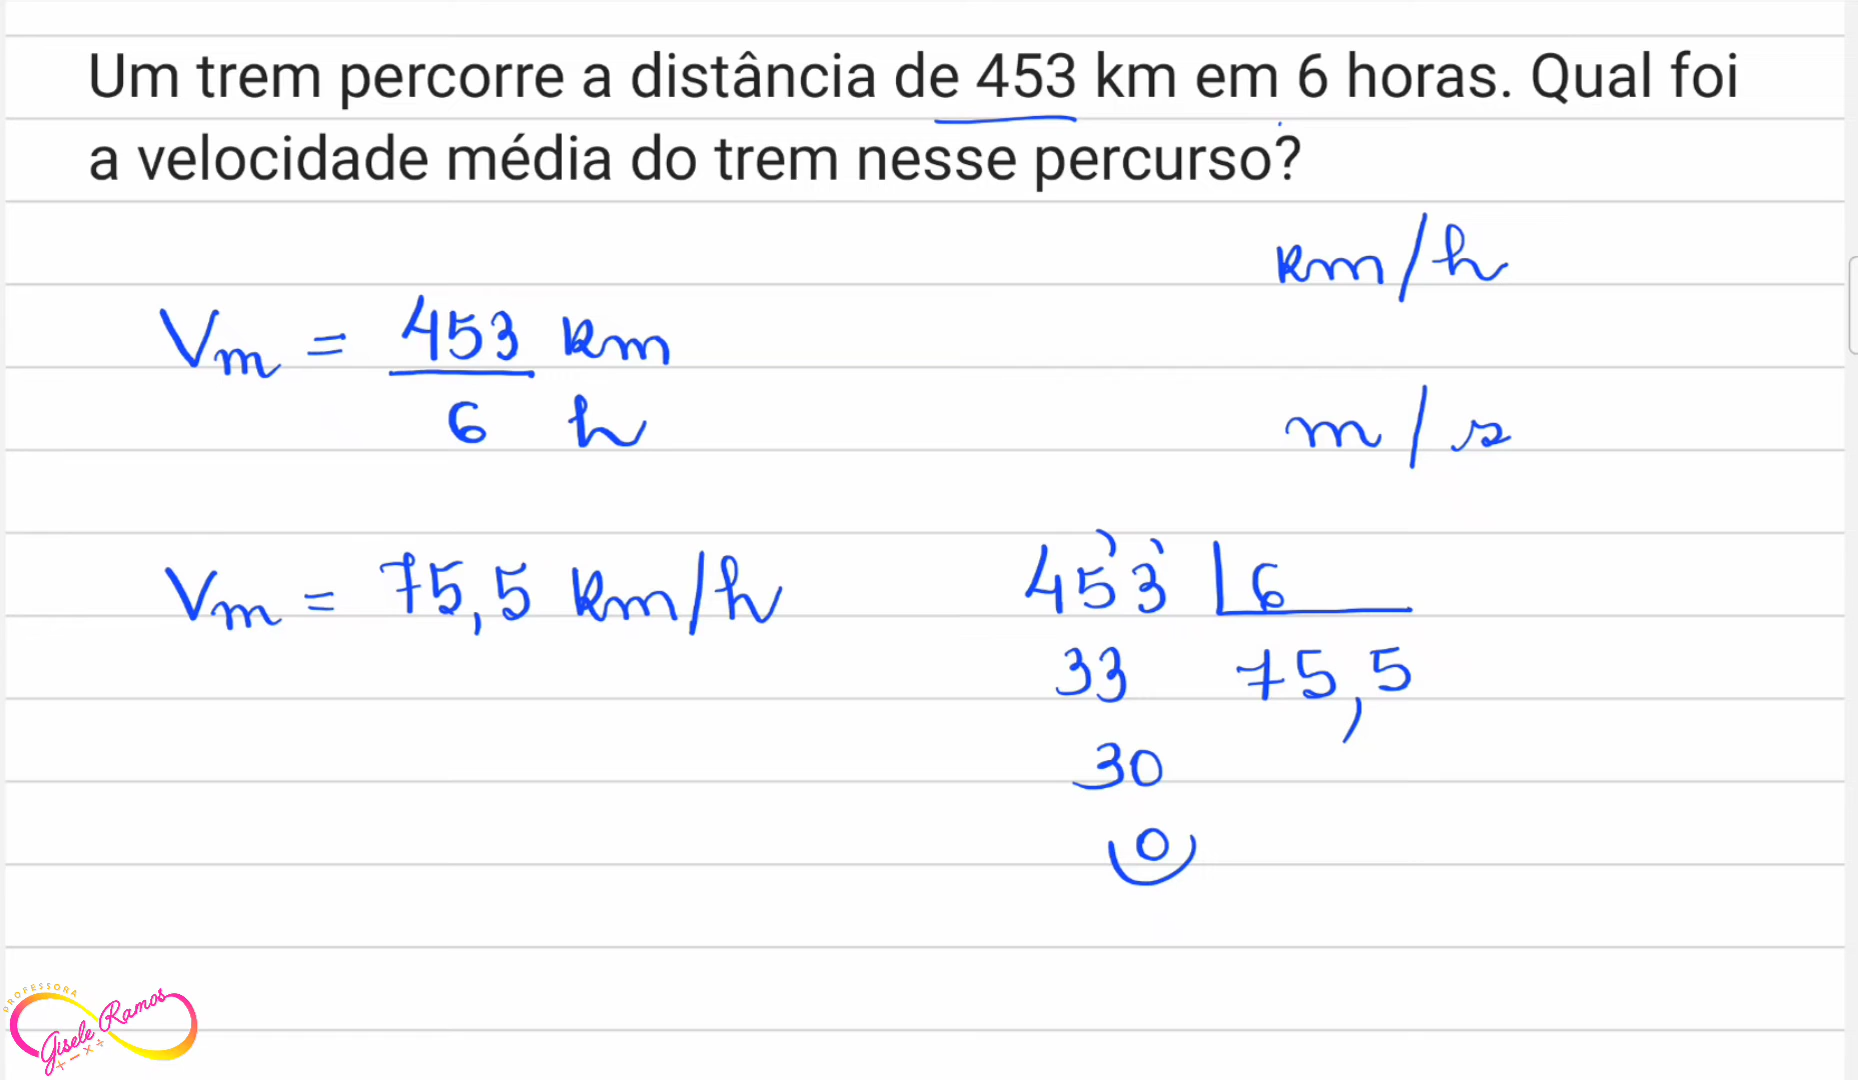 Um trem percorre a distância de 453 km em 6 horas. Qual foi
a velocidade média do trem nesse percurso?
km/h
Vm = 453 km
6 h
m/s
Vm = 75,5 km/h
453 | 6
33 75,5
30
0
PROFESSORA
Gisele Ramos
+ − × ÷